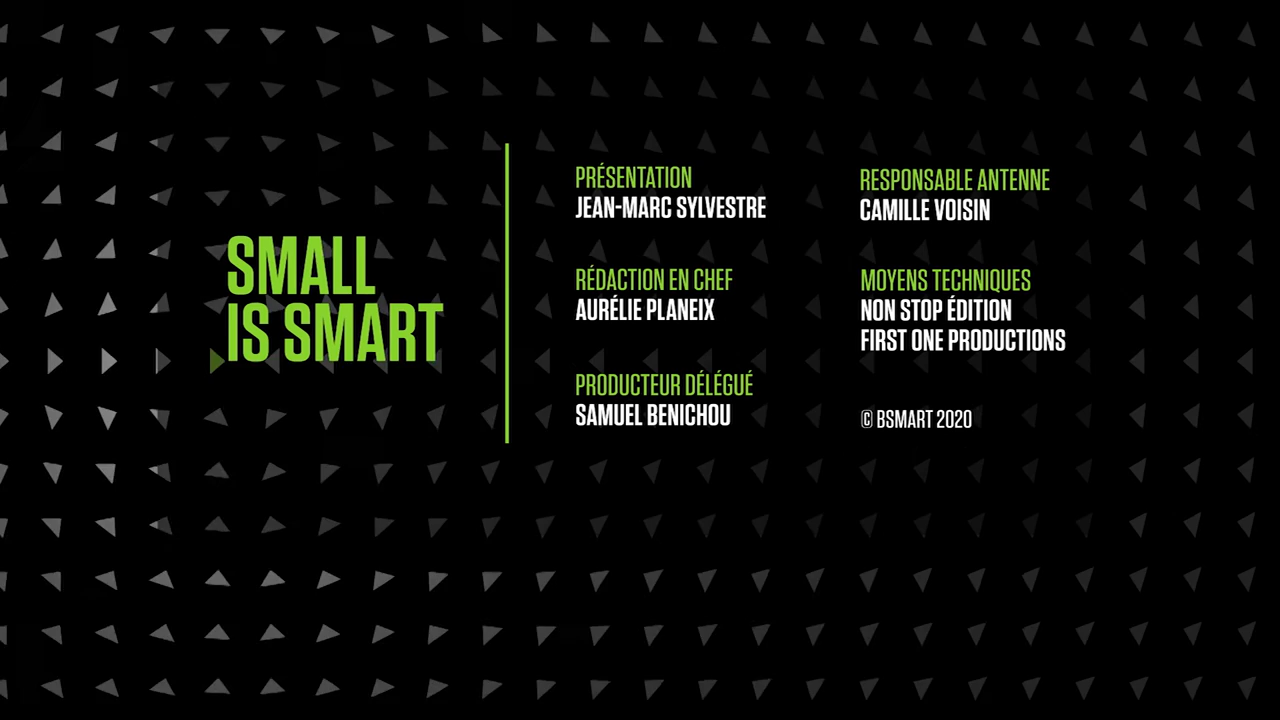 SMALL
IS SMART
PRÉSENTATION
JEAN-MARC SYLVESTRE
RÉDACTION EN CHEF
AURÉLIE PLANEIX
PRODUCTEUR DÉLÉGUÉ
SAMUEL BENICHOU
RESPONSABLE ANTENNE
CAMILLE VOISIN
MOYENS TECHNIQUES
NON STOP ÉDITION
FIRST ONE PRODUCTIONS
© BSMART 2020